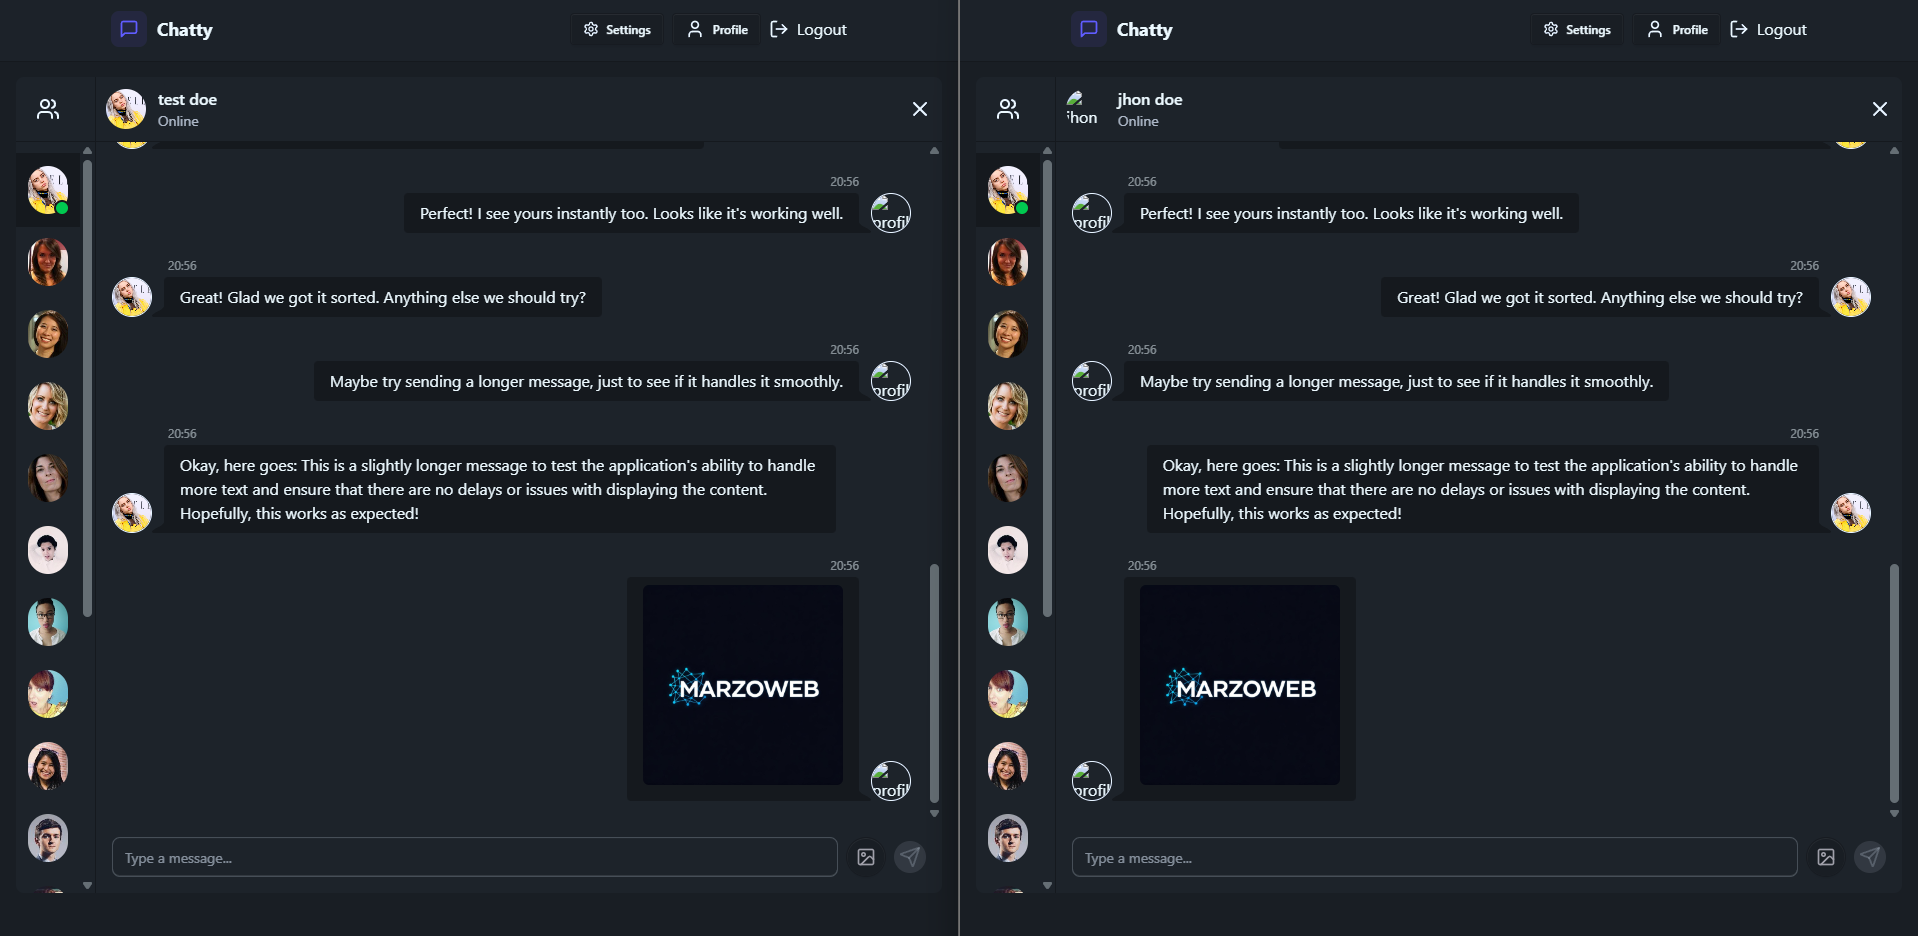 Chatty
Settings
Profile
Logout
test doe
Online
20:56
Perfect! I see yours instantly too. Looks like it's working well.
profil
20:56
Great! Glad we got it sorted. Anything else we should try?
20:56
Maybe try sending a longer message, just to see if it handles it smoothly.
profil
20:56
Okay, here goes: This is a slightly longer message to test the application's ability to handle
more text and ensure that there are no delays or issues with displaying the content.
Hopefully, this works as expected!
20:56
MARZOWEB
profil
Type a message...
Chatty
Settings
Profile
Logout
jhon
jhon doe
Online
20:56
profil
Perfect! I see yours instantly too. Looks like it's working well.
20:56
Great! Glad we got it sorted. Anything else we should try?
20:56
profil
Maybe try sending a longer message, just to see if it handles it smoothly.
20:56
Okay, here goes: This is a slightly longer message to test the application's ability to handle
more text and ensure that there are no delays or issues with displaying the content.
Hopefully, this works as expected!
20:56
MARZOWEB
profil
Type a message...